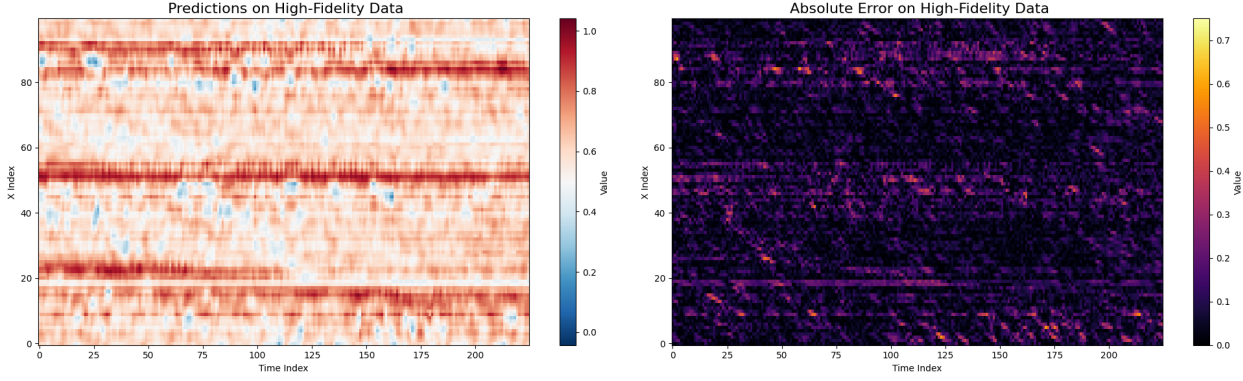 Predictions on High-Fidelity Data
X Index
80
60
40
20
0
0 25 50 75 100 125 150 175 200
Time Index
1.0
0.8
0.6
0.4
0.2
0.0
Value
Absolute Error on High-Fidelity Data
X Index
80
60
40
20
0
0 25 50 75 100 125 150 175 200
Time Index
0.7
0.6
0.5
0.4
0.3
0.2
0.1
0.0
Value